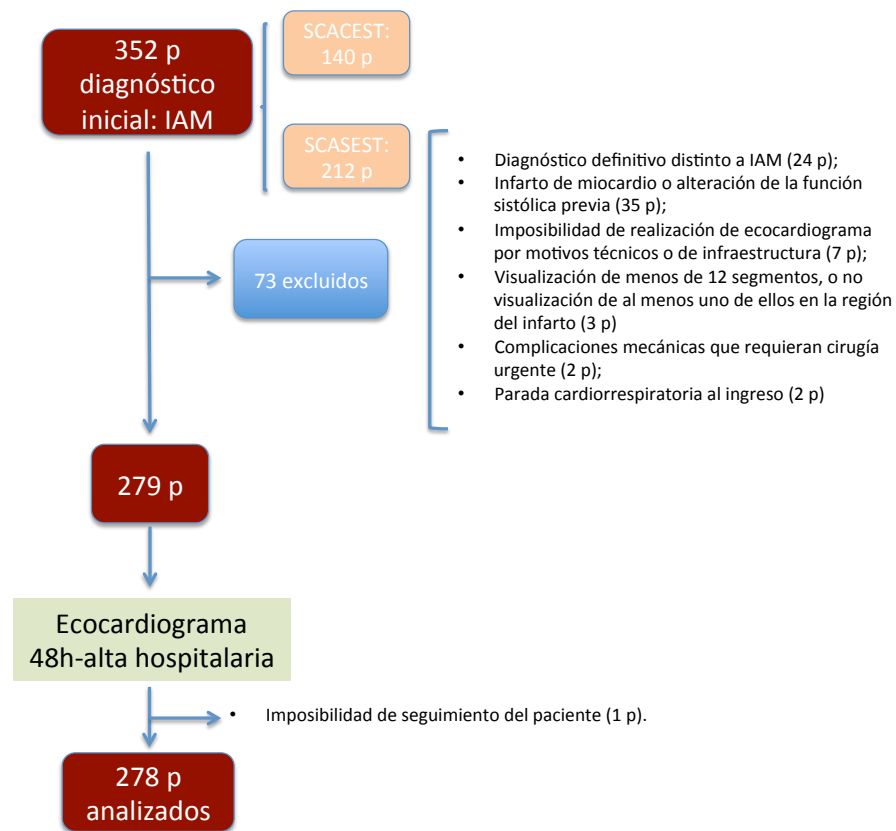 352 p
diagnóstico
inicial: IAM
SCACEST:
140 p
SCASEST:
212 p
73 excluidos
• Diagnóstico definitivo distinto a IAM (24 p);
• Infarto de miocardio o alteración de la función
sistólica previa (35 p);
• Imposibilidad de realización de ecocardiograma
por motivos técnicos o de infraestructura (7 p);
• Visualización de menos de 12 segmentos, o no
visualización de al menos uno de ellos en la región
del infarto (3 p)
• Complicaciones mecánicas que requieran cirugía
urgente (2 p);
• Parada cardiorrespiratoria al ingreso (2 p)
279 p
Ecocardiograma
48h-alta hospitalaria
• Imposibilidad de seguimiento del paciente (1 p).
278 p
analizados